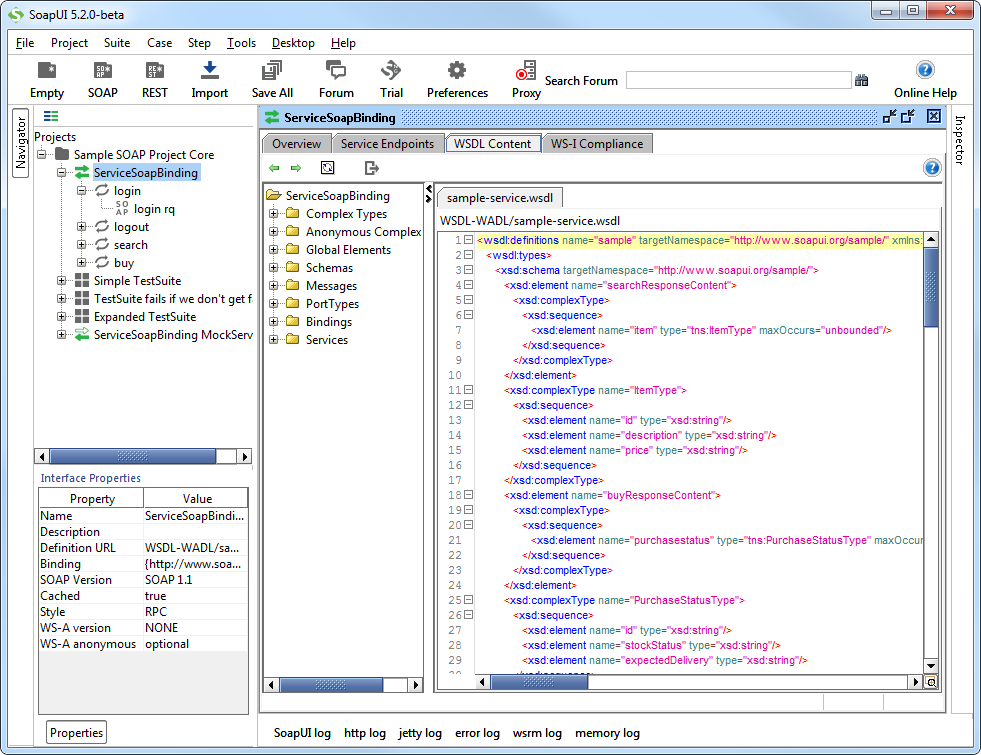 SoapUI 5.2.0-beta
File Project Suite Case Step Tools Desktop Help
Empty SOAP REST Import Save All Forum Trial Preferences Proxy Search Forum Online Help
Navigator
Projects
Sample SOAP Project Core
ServiceSoapBinding
login
SO AP login rq
logout
search
buy
Simple TestSuite
TestSuite fails if we don't get fa
Expanded TestSuite
ServiceSoapBinding MockServ
Interface Properties
Property Value
Name ServiceSoapBindi...
Description
Definition URL WSDL-WADL/sa...
Binding {http://www.soa...
SOAP Version SOAP 1.1
Cached true
Style RPC
WS-A version NONE
WS-A anonymous optional
Properties
ServiceSoapBinding
Overview Service Endpoints WSDL Content WS-I Compliance
ServiceSoapBinding
Complex Types
Anonymous Complex
Global Elements
Schemas
Messages
PortTypes
Bindings
Services
sample-service.wsdl
WSDL-WADL/sample-service.wsdl
1 <wsdl:definitions name="sample" targetNamespace="http://www.soapui.org/sample/" xmlns:
2 <wsdl:types>
3 <xsd:schema targetNamespace="http://www.soapui.org/sample/">
4 <xsd:element name="searchResponseContent">
5 <xsd:complexType>
6 <xsd:sequence>
7 <xsd:element name="item" type="tns:ItemType" maxOccurs="unbounded"/>
8 </xsd:sequence>
9 </xsd:complexType>
10 </xsd:element>
11 <xsd:complexType name="ItemType">
12 <xsd:sequence>
13 <xsd:element name="id" type="xsd:string"/>
14 <xsd:element name="description" type="xsd:string"/>
15 <xsd:element name="price" type="xsd:string"/>
16 </xsd:sequence>
17 </xsd:complexType>
18 <xsd:element name="buyResponseContent">
19 <xsd:complexType>
20 <xsd:sequence>
21 <xsd:element name="purchasestatus" type="tns:PurchaseStatusType" maxOccur
22 </xsd:sequence>
23 </xsd:complexType>
24 </xsd:element>
25 <xsd:complexType name="PurchaseStatusType">
26 <xsd:sequence>
27 <xsd:element name="id" type="xsd:string"/>
28 <xsd:element name="stockStatus" type="xsd:string"/>
29 <xsd:element name="expectedDelivery" type="xsd:string"/>
Inspector
SoapUI log http log jetty log error log wsrm log memory log